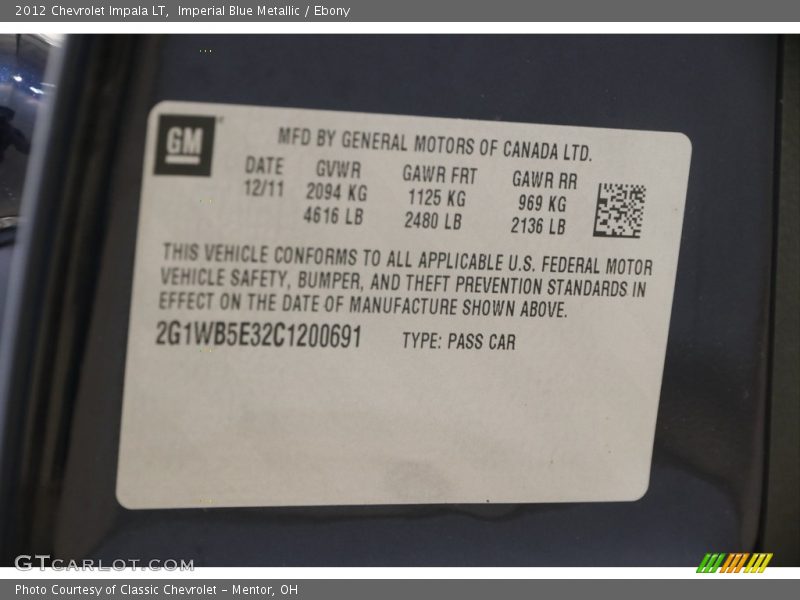 2012 Chevrolet Impala LT,  Imperial Blue Metallic / Ebony
GM
MFD BY GENERAL MOTORS OF CANADA LTD.
DATE GVWR GAWR FRT GAWR RR
12/11 2094 KG 1125 KG 969 KG
4616 LB 2480 LB 2136 LB
THIS VEHICLE CONFORMS TO ALL APPLICABLE U.S. FEDERAL MOTOR
VEHICLE SAFETY, BUMPER, AND THEFT PREVENTION STANDARDS IN
EFFECT ON THE DATE OF MANUFACTURE SHOWN ABOVE.
2G1WB5E32C1200691 TYPE: PASS CAR
GTCARLOT.COM
Photo Courtesy of Classic Chevrolet - Mentor, OH